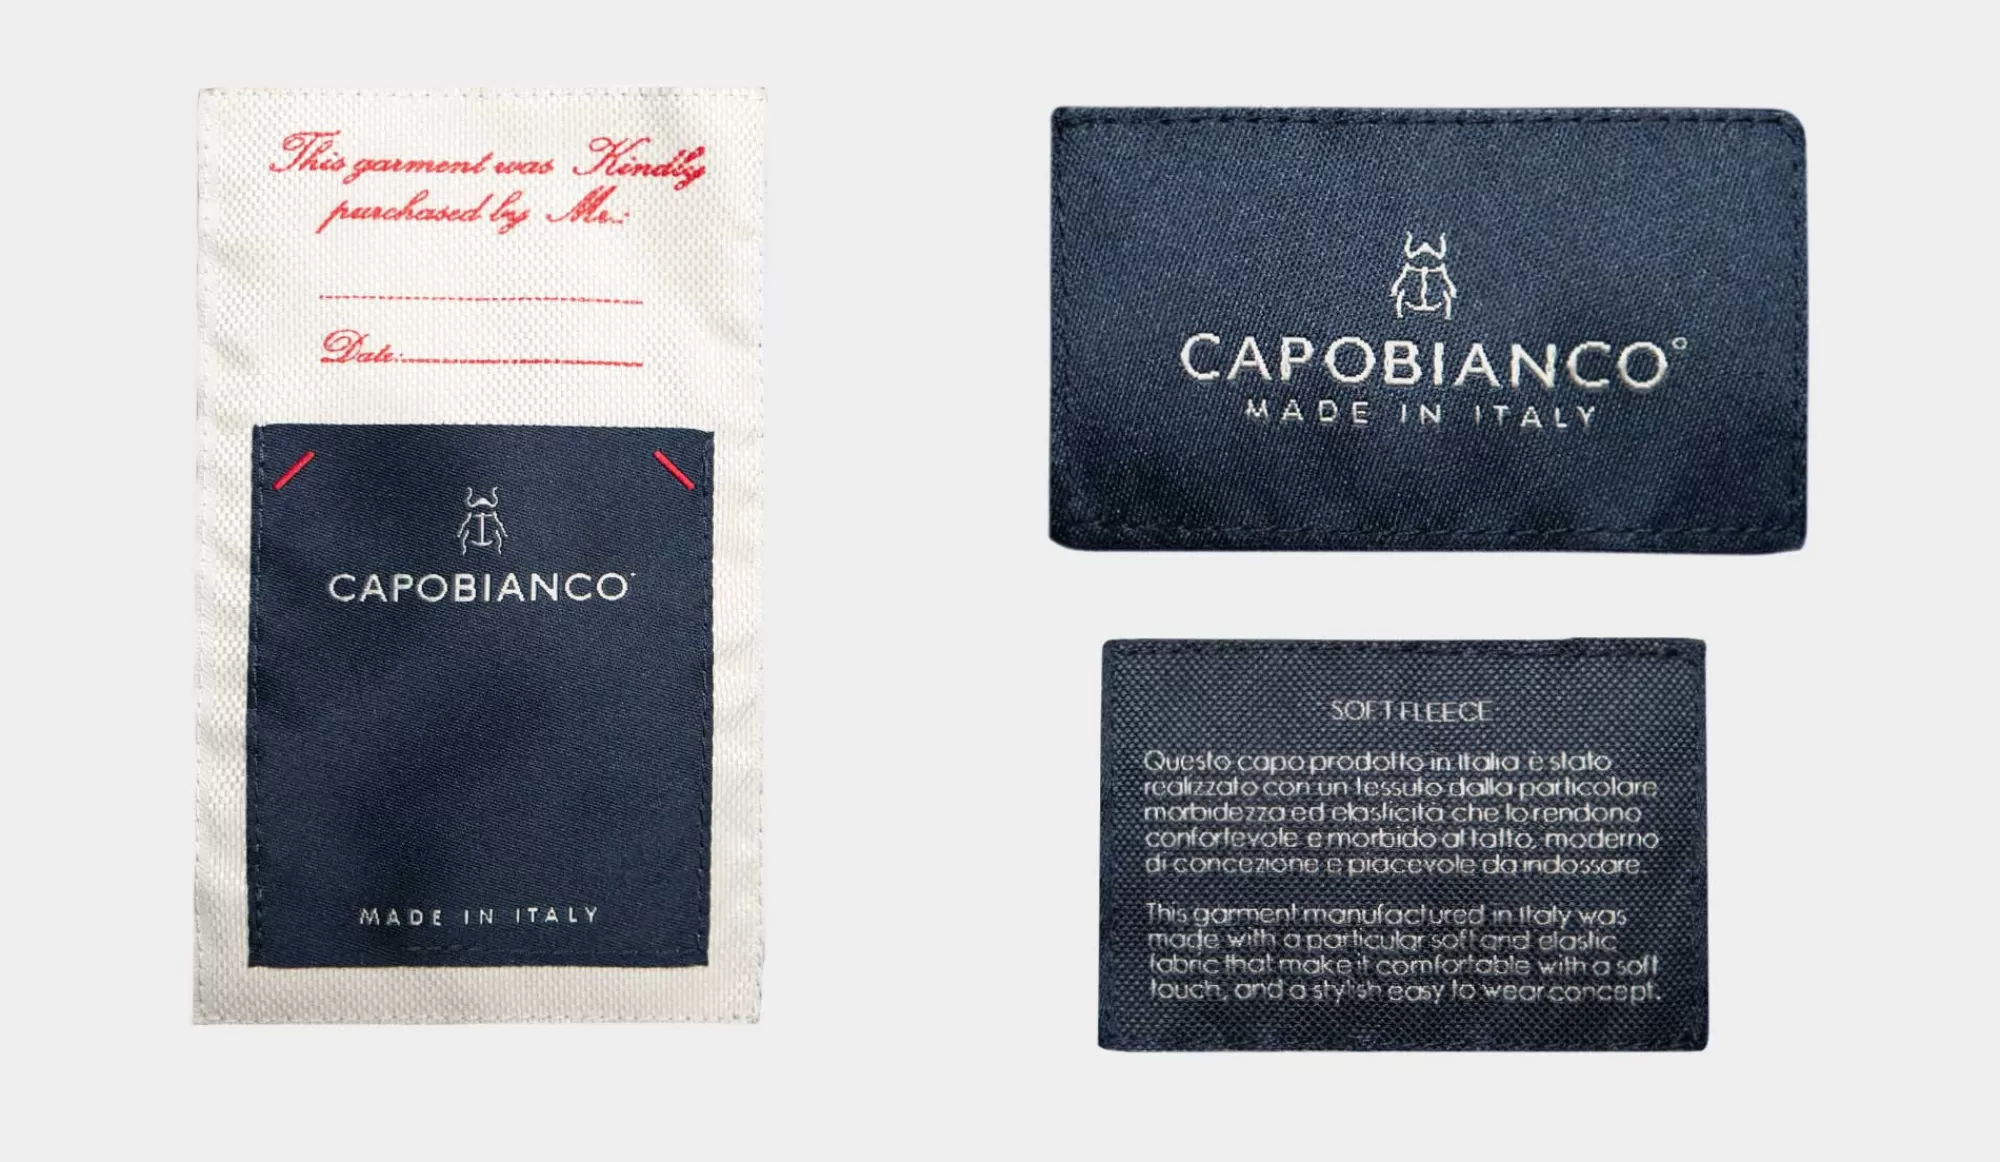 This garment was Kindly
purchased by Mr.:
Date:
CAPOBIANCO
MADE IN ITALY
CAPOBIANCO°
MADE IN ITALY
SOFT FLEECE
Questo capo prodotto in Italia è stato
realizzato con un tessuto dalla particolare
morbidezza ed elasticità che lo rendono
confortevole e morbido al tatto, moderno
di concezione e piacevole da indossare.
This garment manufactured in Italy was
made with a particular soft and elastic
fabric that make it comfortable with a soft
touch, and a stylish easy to wear concept.